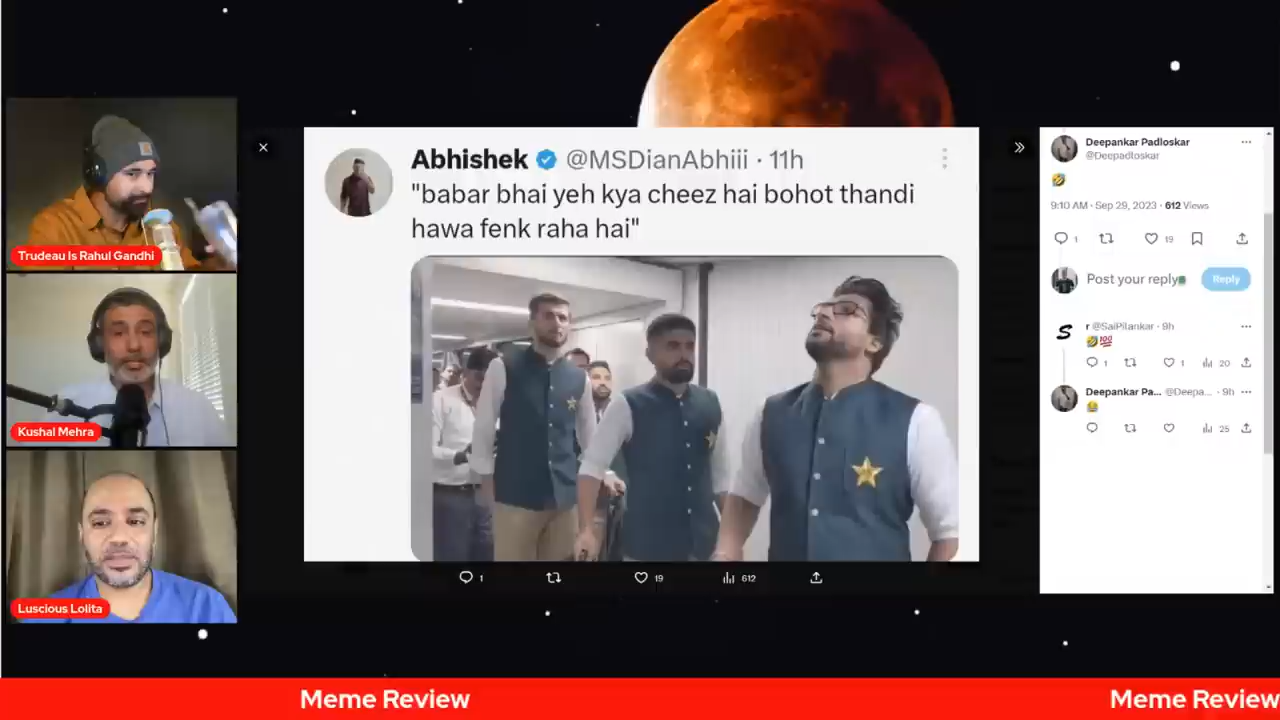 Trudeau Is Rahul Gandhi
Kushal Mehra
Luscious Lolita
Abhishek @MSDianAbhiii · 11h
"babar bhai yeh kya cheez hai bohot thandi
hawa fenk raha hai"
1 19 612
Deepankar Padloskar
@Deepadloskar
9:10 AM · Sep 29, 2023 · 612 Views
1 19
Post your reply Reply
r @SaiPilankar · 9h
100
1 1 20
Deepankar Pa... @Deepa... · 9h
25
Meme Review Meme Review